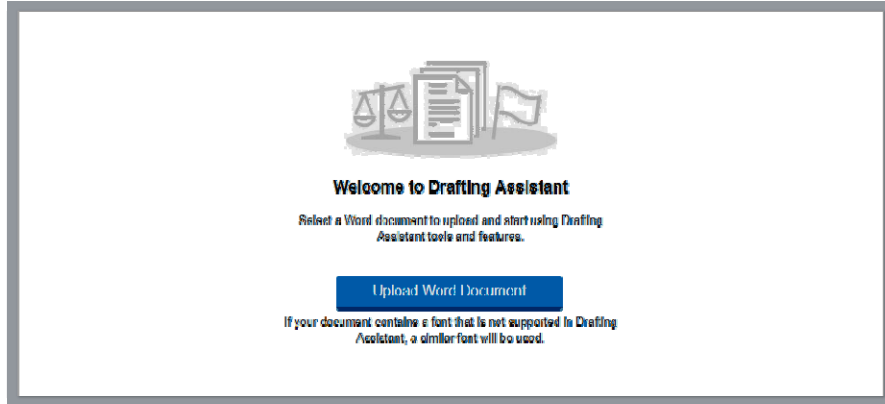 Welcome to Drafting Assistant
Select a Word document to upload and start using Drafting
Assistant tools and features.
Upload Word Document
If your document contains a font that is not supported in Drafting
Assistant, a similar font will be used.